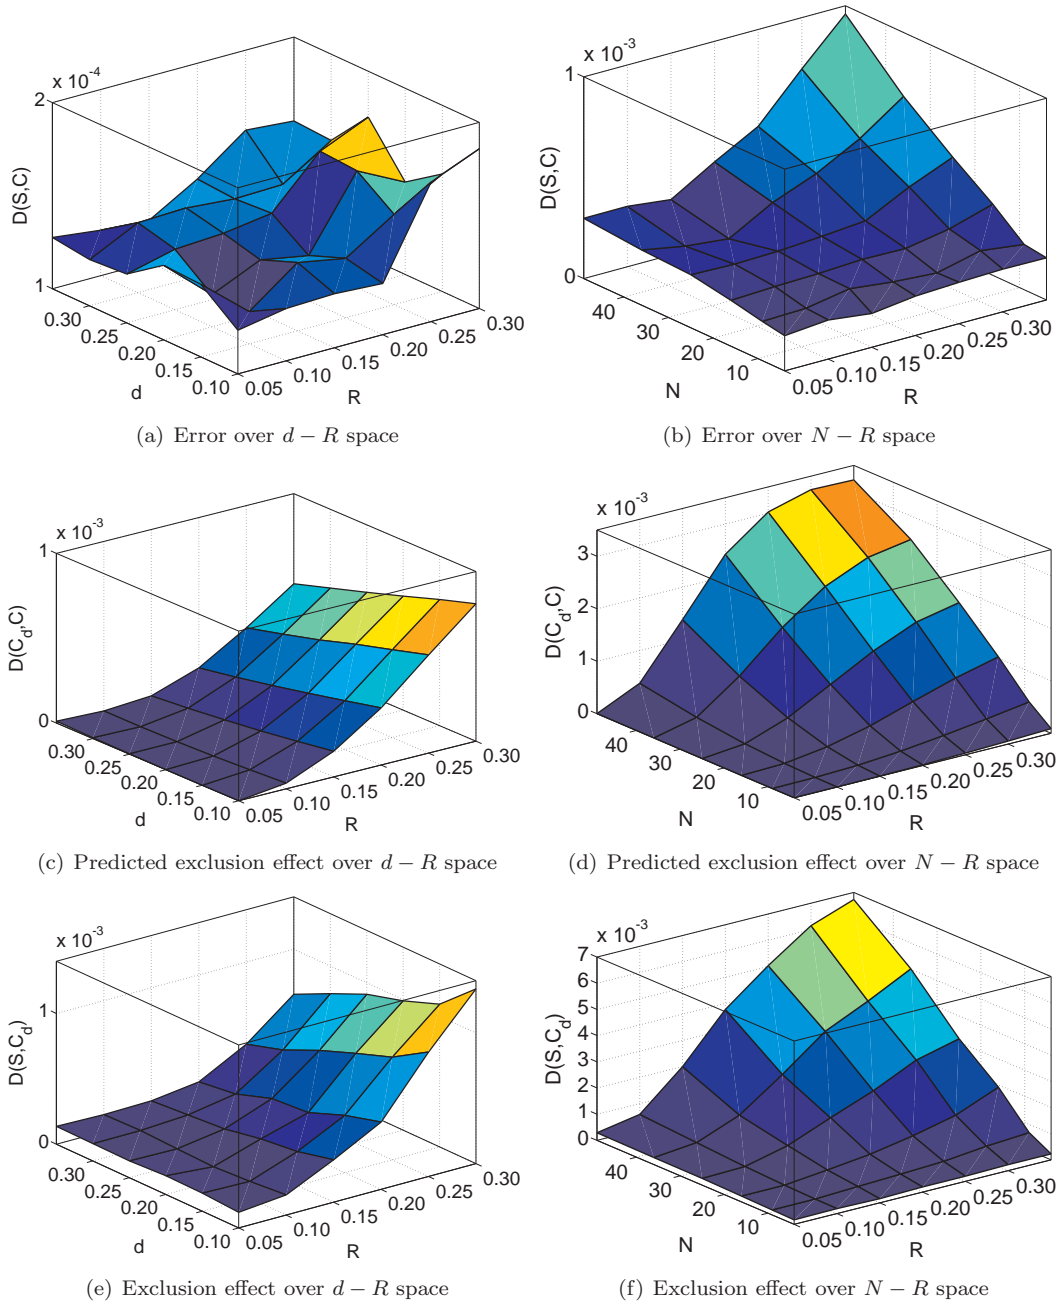 x 10-4
2
D(S,C)
1
0.30
0.25
0.20
0.15
0.10
d
0.05
0.10
0.15
0.20
0.25
0.30
R
(a) Error over d − R space
x 10-3
1
D(S,C)
0
40
30
20
10
N
0.05
0.10
0.15
0.20
0.25
0.30
R
(b) Error over N − R space
x 10-3
1
D(Cd,C)
0
0.30
0.25
0.20
0.15
0.10
d
0.05
0.10
0.15
0.20
0.25
0.30
R
(c) Predicted exclusion effect over d − R space
x 10-3
3
2
1
0
D(Cd,C)
40
30
20
10
N
0.05
0.10
0.15
0.20
0.25
0.30
R
(d) Predicted exclusion effect over N − R space
x 10-3
1
D(S,Cd)
0
0.30
0.25
0.20
0.15
0.10
d
0.05
0.10
0.15
0.20
0.25
0.30
R
(e) Exclusion effect over d − R space
x 10-3
7
6
5
4
3
2
1
0
D(S,Cd)
40
30
20
10
N
0.05
0.10
0.15
0.20
0.25
0.30
R
(f) Exclusion effect over N − R space